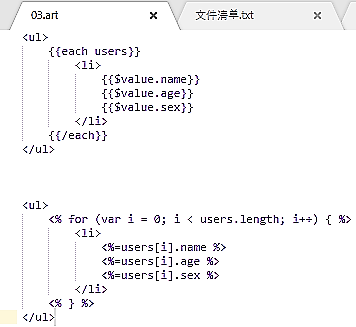 03.art × 文件清单.txt ×
<ul>
    {{each users}}
        <li>
            {{$value.name}}
            {{$value.age}}
            {{$value.sex}}
        </li>
    {{/each}}
</ul>
<ul>
    <% for (var i = 0; i < users.length; i++) { %>
        <li>
            <%=users[i].name %>
            <%=users[i].age %>
            <%=users[i].sex %>
        </li>
    <% } %>
</ul>